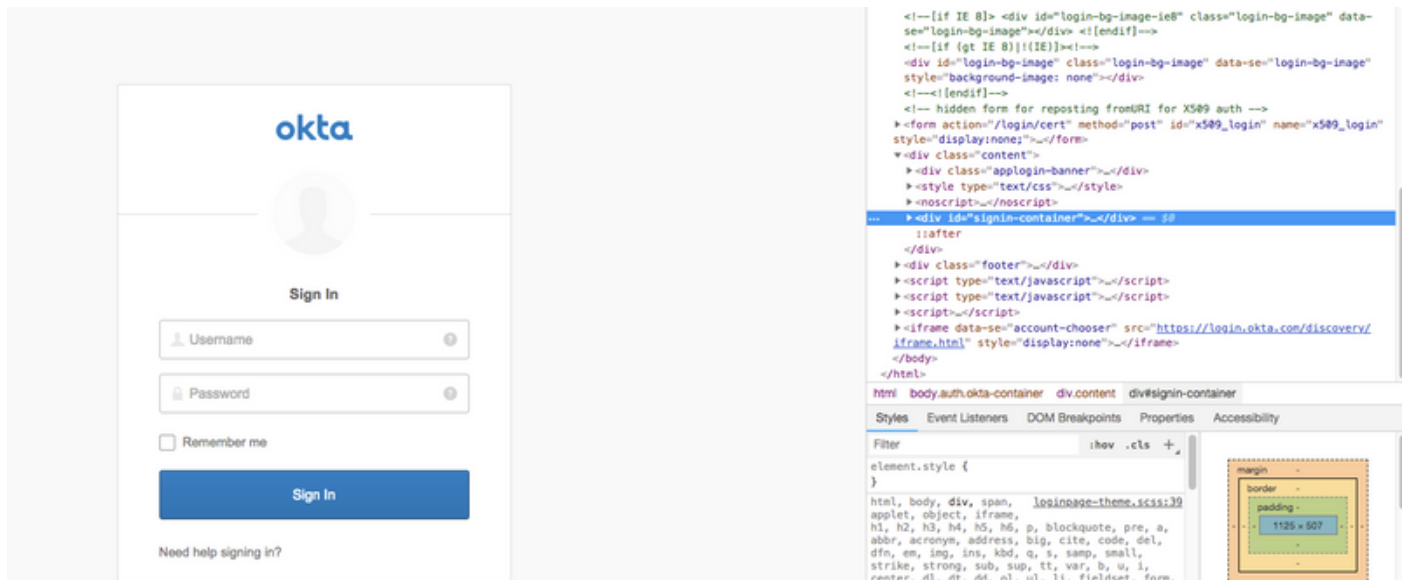 okta
Sign In
Username
Password
Remember me
Sign In
Need help signing in?
<!--[if IE 8]> <div id="login-bg-image-ie8" class="login-bg-image" data-
se="login-bg-image"></div> <![endif]-->
<!--[if (gt IE 8)|!(IE)]><!-->
<div id="login-bg-image" class="login-bg-image" data-se="login-bg-image"
style="background-image: none"></div>
<!--<![endif]-->
<!-- hidden form for reposting fromURI for X509 auth -->
▶<form action="/login/cert" method="post" id="x509_login" name="x509_login"
style="display:none;">…</form>
▼<div class="content">
▶<div class="applogin-banner">…</div>
▶<style type="text/css">…</style>
▶<noscript>…</noscript>
… ▶<div id="signin-container">…</div> == $0
::after
</div>
▶<div class="footer">…</div>
▶<script type="text/javascript">…</script>
▶<script type="text/javascript">…</script>
▶<script>…</script>
▶<iframe data-se="account-chooser" src="https://login.okta.com/discovery/
iframe.html" style="display:none">…</iframe>
</body>
</html>
html body.auth.okta-container div.content div#signin-container
Styles Event Listeners DOM Breakpoints Properties Accessibility
Filter :hov .cls +
element.style {
}
html, body, div, span, loginpage-theme.scss:39
applet, object, iframe,
h1, h2, h3, h4, h5, h6, p, blockquote, pre, a,
abbr, acronym, address, big, cite, code, del,
dfn, em, img, ins, kbd, q, s, samp, small,
strike, strong, sub, sup, tt, var, b, u, i,
center, dl, dt, dd, ol, ul, li, fieldset, form,
margin -
border -
padding -
1125 × 507